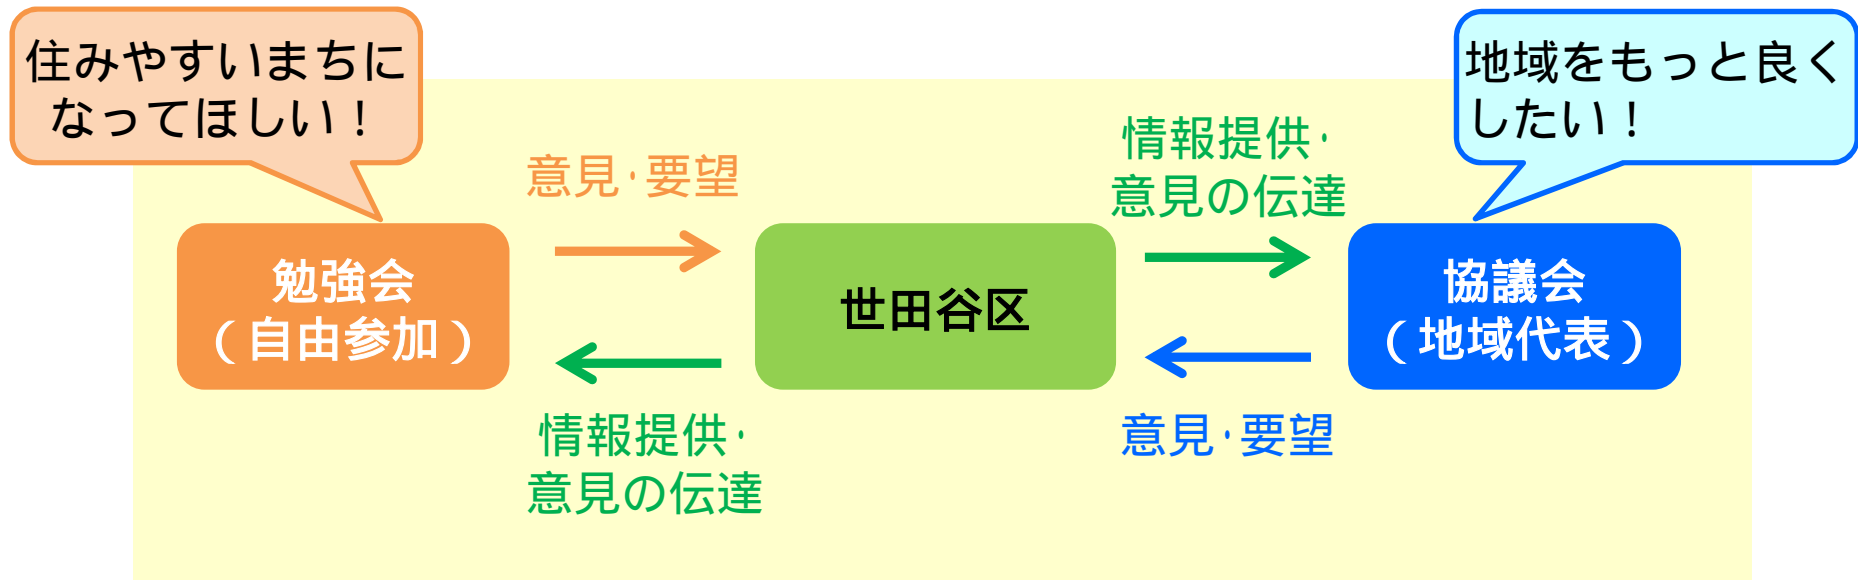 住みやすいまちに
なってほしい！
地域をもっと良く
したい！
意見・要望
情報提供・
意見の伝達
勉強会
（自由参加）
世田谷区
協議会
（地域代表）
情報提供・
意見の伝達
意見・要望